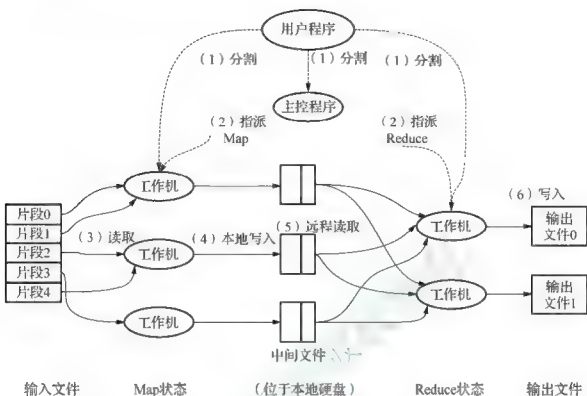 用户程序
（1）分割
（1）分割
（1）分割
主控程序
（2）指派
Map
（2）指派
Reduce
片段0
片段1
片段2
片段3
片段4
工作机
工作机
工作机
（3）读取
（4）本地写入
（5）远程读取
工作机
工作机
（6）写入
输出
文件0
输出
文件1
中间文件
输入文件
Map状态
（位于本地硬盘）
Reduce状态
输出文件